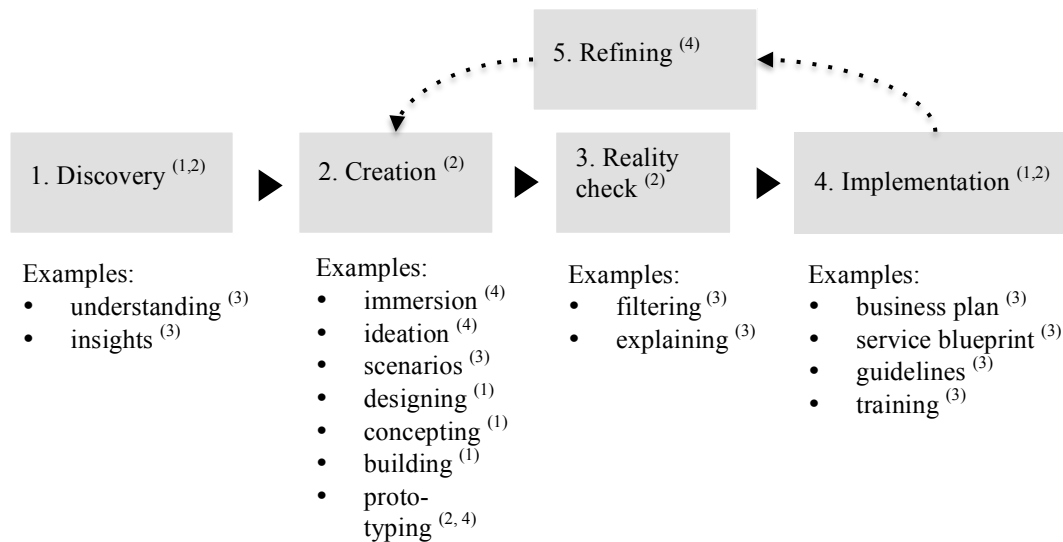 5. Refining (4)
1. Discovery (1,2)
2. Creation (2)
3. Reality
check (2)
4. Implementation (1,2)
Examples:
• understanding (3)
• insights (3)
Examples:
• immersion (4)
• ideation (4)
• scenarios (3)
• designing (1)
• concepting (1)
• building (1)
• proto-
typing (2, 4)
Examples:
• filtering (3)
• explaining (3)
Examples:
• business plan (3)
• service blueprint (3)
• guidelines (3)
• training (3)